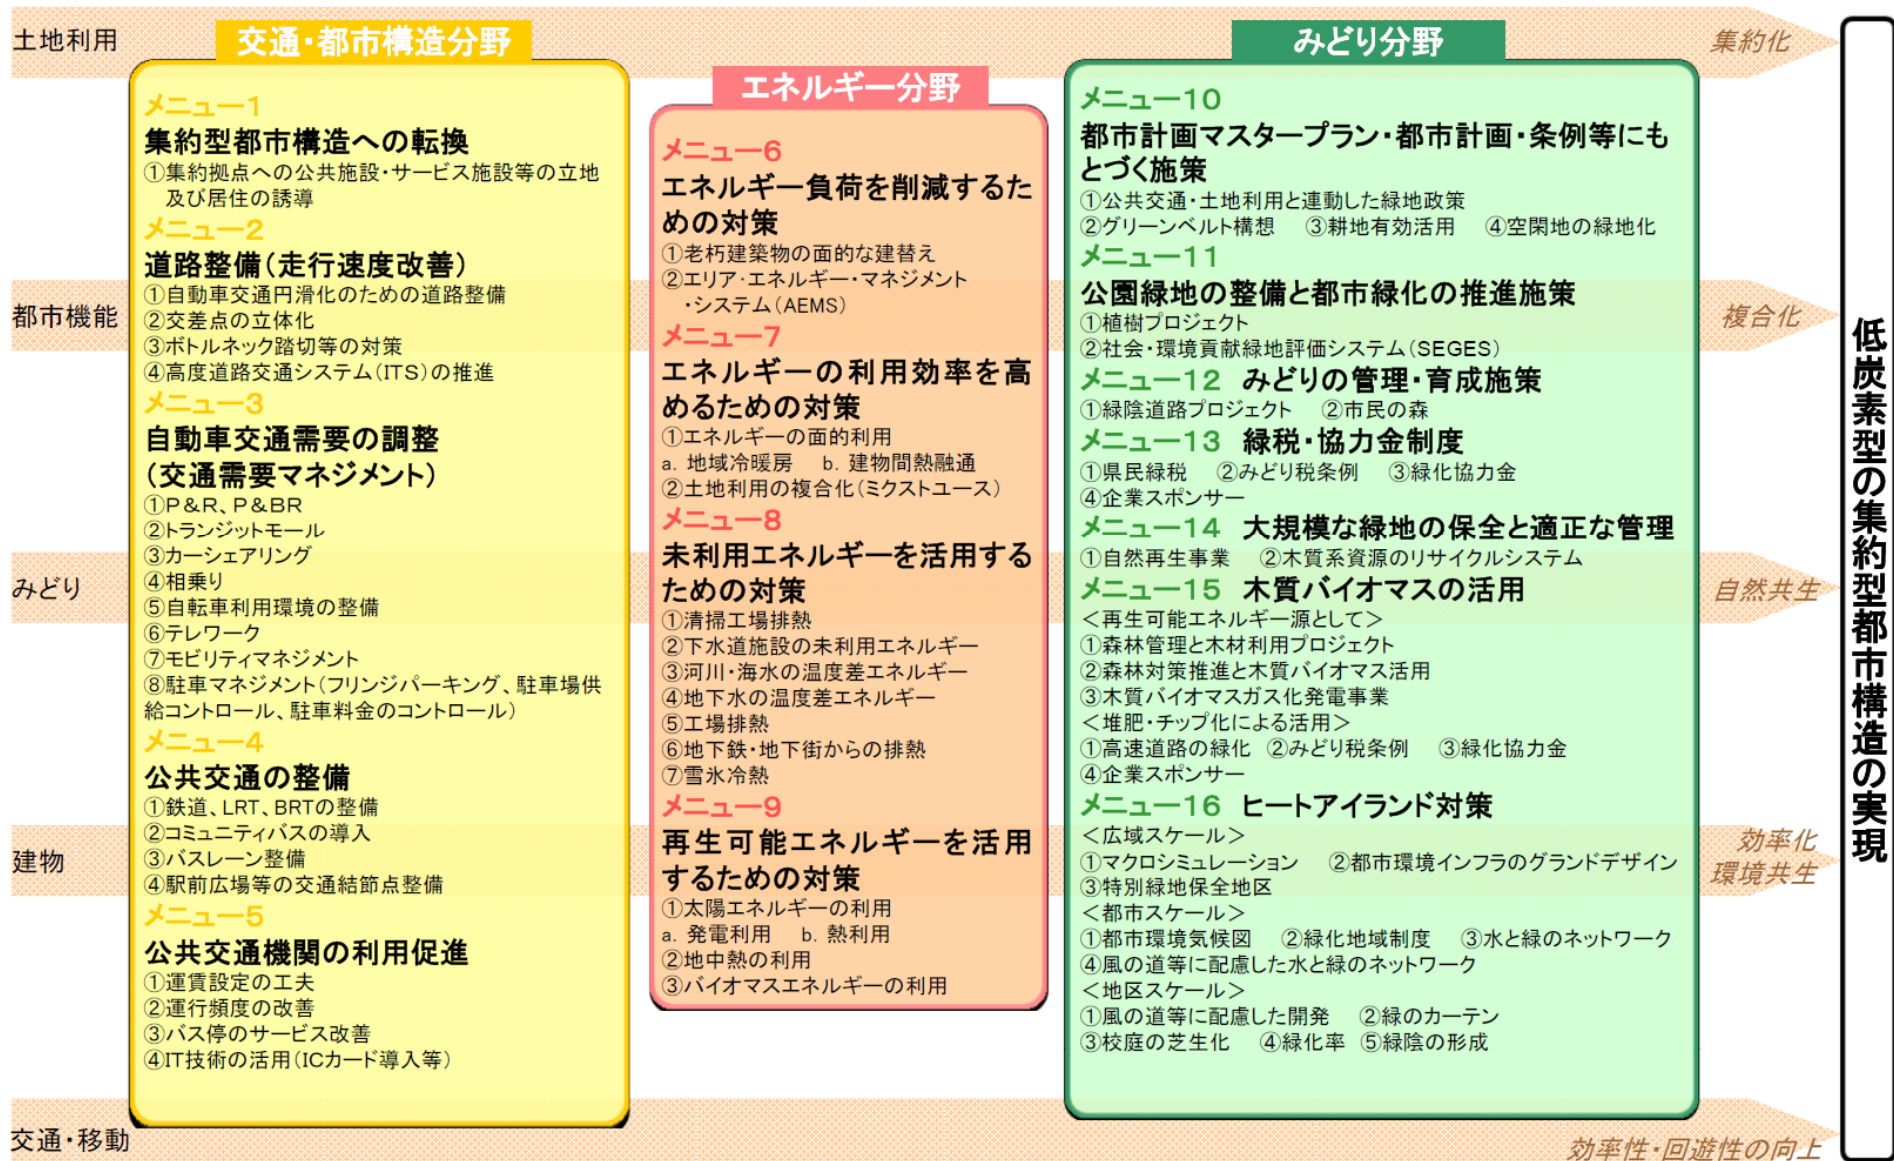 土地利用
都市機能
みどり
建物
交通・移動
交通・都市構造分野
メニュー1
集約型都市構造への転換
①集約拠点への公共施設・サービス施設等の立地
及び居住の誘導
メニュー2
道路整備（走行速度改善）
①自動車交通円滑化のための道路整備
②交差点の立体化
③ボトルネック踏切等の対策
④高度道路交通システム（ITS）の推進
メニュー3
自動車交通需要の調整
（交通需要マネジメント）
①P&R、P&BR
②トランジットモール
③カーシェアリング
④相乗り
⑤自転車利用環境の整備
⑥テレワーク
⑦モビリティマネジメント
⑧駐車マネジメント（フリンジパーキング、駐車場供
給コントロール、駐車料金のコントロール）
メニュー4
公共交通の整備
①鉄道、LRT、BRTの整備
②コミュニティバスの導入
③バスレーン整備
④駅前広場等の交通結節点整備
メニュー5
公共交通機関の利用促進
①運賃設定の工夫
②運行頻度の改善
③バス停のサービス改善
④IT技術の活用（ICカード導入等）
エネルギー分野
メニュー6
エネルギー負荷を削減するた
めの対策
①老朽建築物の面的な建替え
②エリア・エネルギー・マネジメント
・システム（AEMS）
メニュー7
エネルギーの利用効率を高
めるための対策
①エネルギーの面的利用
a. 地域冷暖房 b. 建物間熱融通
②土地利用の複合化（ミクストユース）
メニュー8
未利用エネルギーを活用する
ための対策
①清掃工場排熱
②下水道施設の未利用エネルギー
③河川・海水の温度差エネルギー
④地下水の温度差エネルギー
⑤工場排熱
⑥地下鉄・地下街からの排熱
⑦雪氷冷熱
メニュー9
再生可能エネルギーを活用
するための対策
①太陽エネルギーの利用
a. 発電利用 b. 熱利用
②地中熱の利用
③バイオマスエネルギーの利用
みどり分野
メニュー10
都市計画マスタープラン・都市計画・条例等にも
とづく施策
①公共交通・土地利用と連動した緑地政策
②グリーンベルト構想 ③耕地有効活用 ④空閑地の緑地化
メニュー11
公園緑地の整備と都市緑化の推進施策
①植樹プロジェクト
②社会・環境貢献緑地評価システム（SEGES）
メニュー12 みどりの管理・育成施策
①緑陰道路プロジェクト ②市民の森
メニュー13 緑税・協力金制度
①県民緑税 ②みどり税条例 ③緑化協力金
④企業スポンサー
メニュー14 大規模な緑地の保全と適正な管理
①自然再生事業 ②木質系資源のリサイクルシステム
メニュー15 木質バイオマスの活用
＜再生可能エネルギー源として＞
①森林管理と木材利用プロジェクト
②森林対策推進と木質バイオマス活用
③木質バイオマスガス化発電事業
＜堆肥・チップ化による活用＞
①高速道路の緑化 ②みどり税条例 ③緑化協力金
④企業スポンサー
メニュー16 ヒートアイランド対策
＜広域スケール＞
①マクロシミュレーション ②都市環境インフラのグランドデザイン
③特別緑地保全地区
＜都市スケール＞
①都市環境気候図 ②緑化地域制度 ③水と緑のネットワーク
④風の道等に配慮した水と緑のネットワーク
＜地区スケール＞
①風の道等に配慮した開発 ②緑のカーテン
③校庭の芝生化 ④緑化率 ⑤緑陰の形成
集約化
複合化
自然共生
効率化
環境共生
効率性・回遊性の向上
低炭素型の集約型都市構造の実現